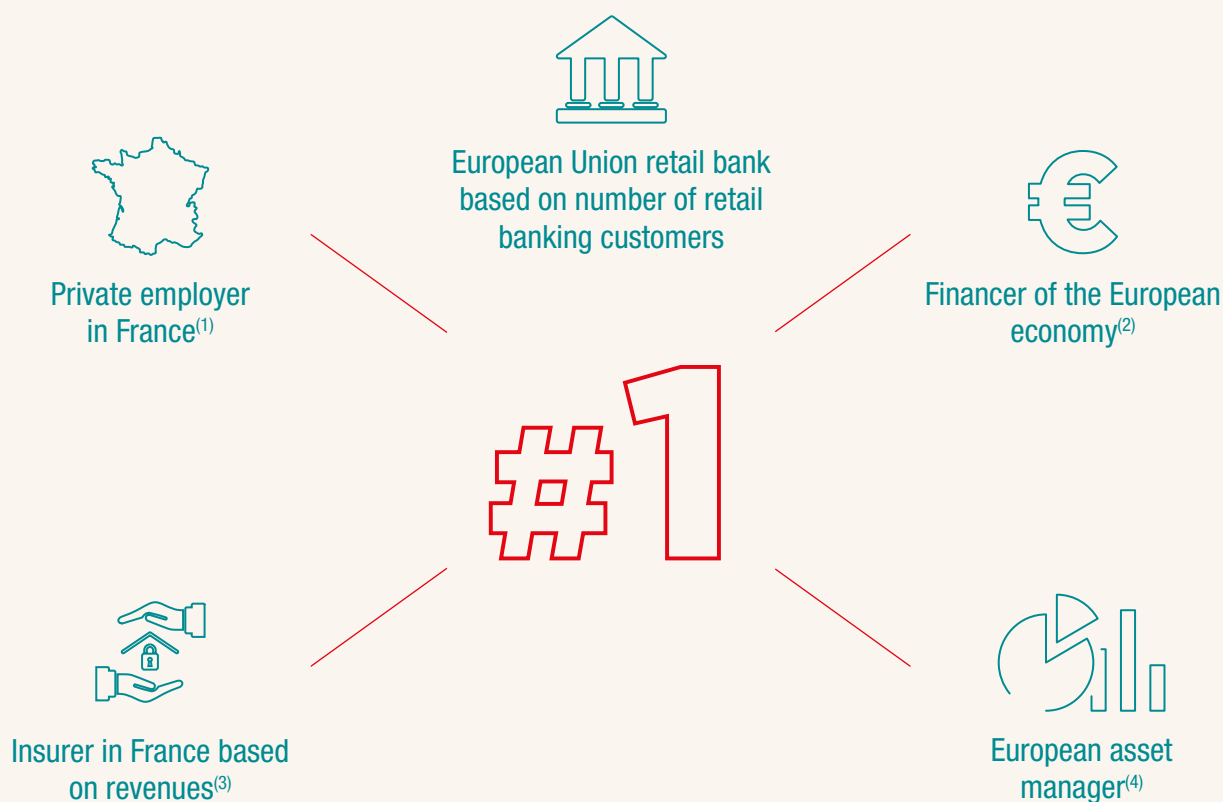 European Union retail bank
based on number of retail
banking customers
Private employer
in France(1)
Financer of the European
economy(2)
#1
Insurer in France based
on revenues(3)
European asset
manager(4)